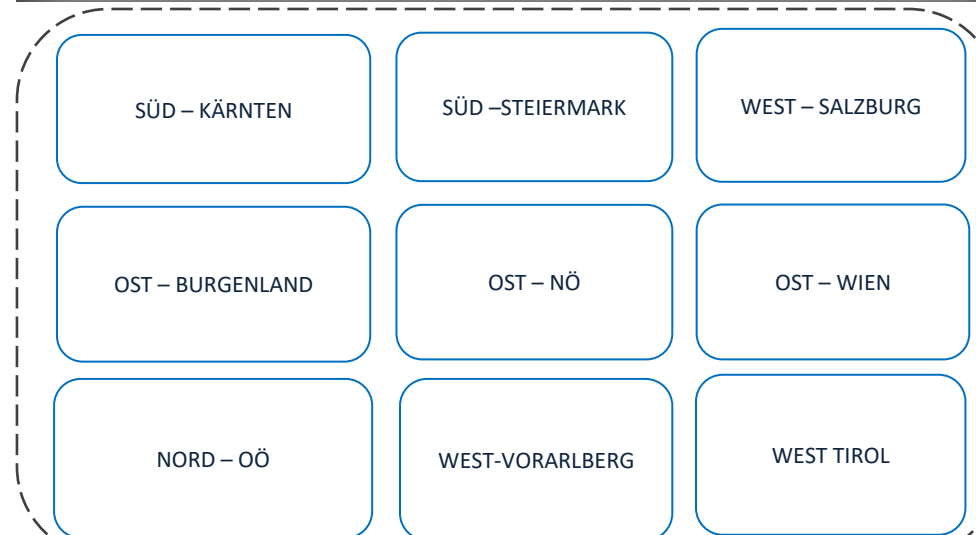 SÜD – KÄRNTEN
SÜD –STEIERMARK
WEST – SALZBURG
OST – BURGENLAND
OST – NÖ
OST – WIEN
NORD – OÖ
WEST-VORARLBERG
WEST TIROL